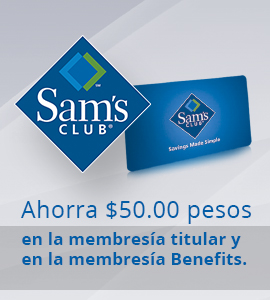 Sam's
CLUB®
Sam's
CLUB
Savings Made Simple
Ahorra $50.00 pesos
en la membresía titular y
en la membresía Benefits.